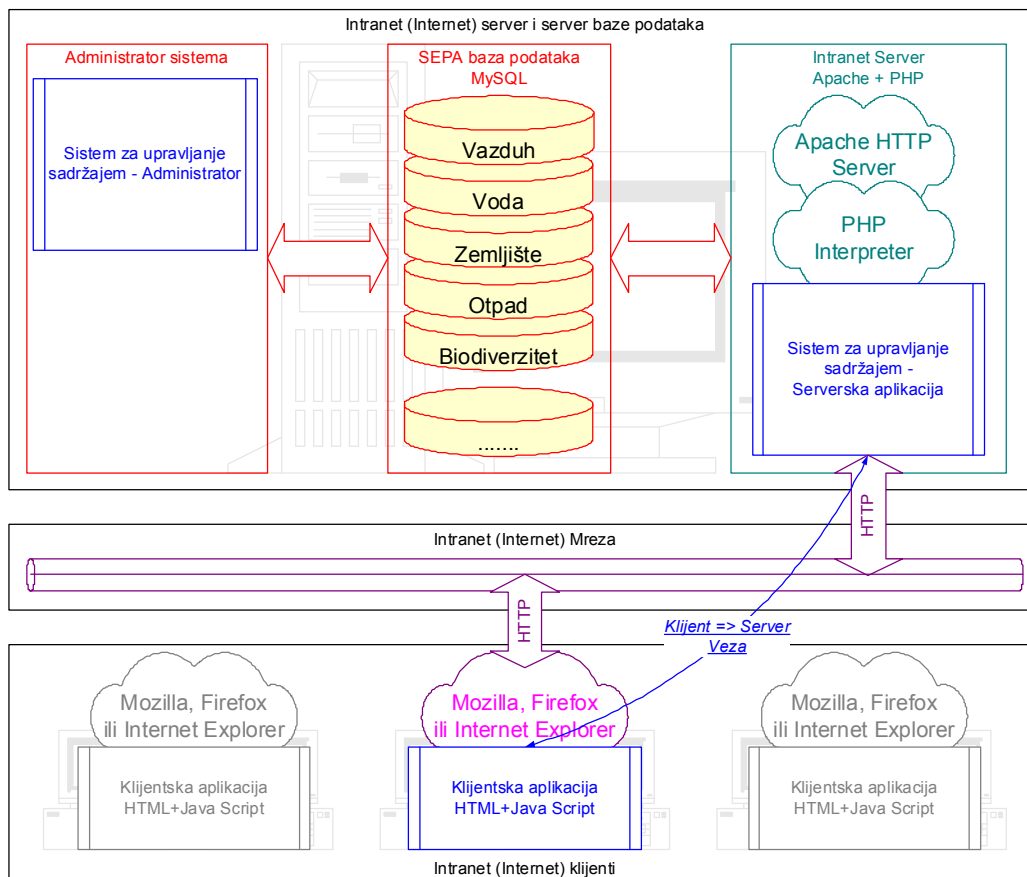 Intranet (Internet) server i server baze podataka
Administrator sistema
Sistem za upravljanje
sadržajem - Administrator
SEPA baza podataka
MySQL
Vazduh
Voda
Zemljište
Otpad
Biodiverzitet
.......
Intranet Server
Apache + PHP
Apache HTTP
Server
PHP
Interpreter
Sistem za upravljanje
sadržajem -
Serverska aplikacija
HTTP
Intranet (Internet) Mreza
HTTP
Klijent => Server
Veza
Mozilla, Firefox
ili Internet Explorer
Klijentska aplikacija
HTML+Java Script
Mozilla, Firefox
ili Internet Explorer
Klijentska aplikacija
HTML+Java Script
Mozilla, Firefox
ili Internet Explorer
Klijentska aplikacija
HTML+Java Script
Intranet (Internet) klijenti